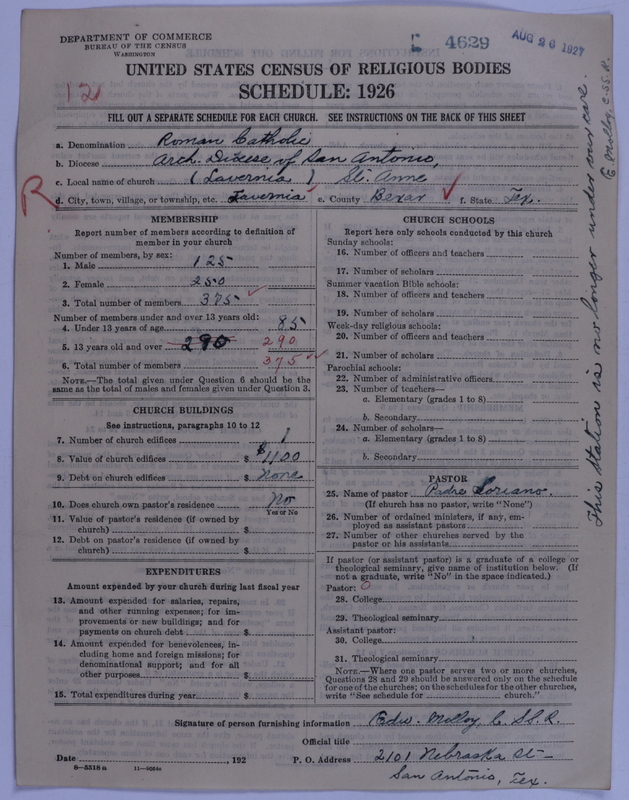 DEPARTMENT OF COMMERCE
BUREAU OF THE CENSUS
WASHINGTON
4629
AUG 26 1927
UNITED STATES CENSUS OF RELIGIOUS BODIES
SCHEDULE: 1926
12
FILL OUT A SEPARATE SCHEDULE FOR EACH CHURCH. SEE INSTRUCTIONS ON THE BACK OF THIS SHEET
a. Denomination Roman Catholic
b. Diocese Arch. Diocese of San Antonio,
c. Local name of church (Lavernia) St. Anne
R
d. City, town, village, or township, etc. Lavernia e. County Bexar f. State Tex.
MEMBERSHIP
Report number of members according to definition of
member in your church
Number of members, by sex:
1. Male 125
2. Female 250
3. Total number of members 375
Number of members under and over 13 years old:
4. Under 13 years of age 85
5. 13 years old and over 290 290
6. Total number of members 375
NOTE.—The total given under Question 6 should be the
same as the total of males and females given under Question 3.
CHURCH BUILDINGS
See instructions, paragraphs 10 to 12
7. Number of church edifices 1
8. Value of church edifices $ 1100
9. Debt on church edifices $ None
10. Does church own pastor's residence No
Yes or No
11. Value of pastor's residence (if owned by
church) $
12. Debt on pastor's residence (if owned by
church) $
EXPENDITURES
Amount expended by your church during last fiscal year
13. Amount expended for salaries, repairs,
and other running expenses; for im-
provements or new buildings; and for
payments on church debt $
14. Amount expended for benevolences, in-
cluding home and foreign missions; for
denominational support; and for all
other purposes $
15. Total expenditures during year $
CHURCH SCHOOLS
Report here only schools conducted by this church
Sunday schools:
16. Number of officers and teachers
17. Number of scholars
Summer vacation Bible schools:
18. Number of officers and teachers
19. Number of scholars
Week-day religious schools:
20. Number of officers and teachers
21. Number of scholars
Parochial schools:
22. Number of administrative officers
23. Number of teachers—
a. Elementary (grades 1 to 8)
b. Secondary
24. Number of scholars—
a. Elementary (grades 1 to 8)
b. Secondary
PASTOR
25. Name of pastor Padre Soriano.
(If church has no pastor, write "None")
26. Number of ordained ministers, if any, em-
ployed as assistant pastors
27. Number of other churches served by the
pastor or his assistants
If pastor (or assistant pastor) is a graduate of a college or
theological seminary, give name of institution below. (If
not a graduate, write "No" in the space indicated.)
Pastor: 0
28. College
29. Theological seminary
Assistant pastor:
30. College
31. Theological seminary
NOTE.—Where one pastor serves two or more churches,
Questions 28 and 29 should be answered only on the schedule
for one of the churches; on the schedules for the other churches,
write "See schedule for church."
This station is no longer under our care.
E. Molloy, C.SS.R.
Signature of person furnishing information Edw. Molloy, C.SS.R.
Official title
Date , 192 P. O. Address 2101 Nebraska St—
San Antonio, Tex.
8—5518 a